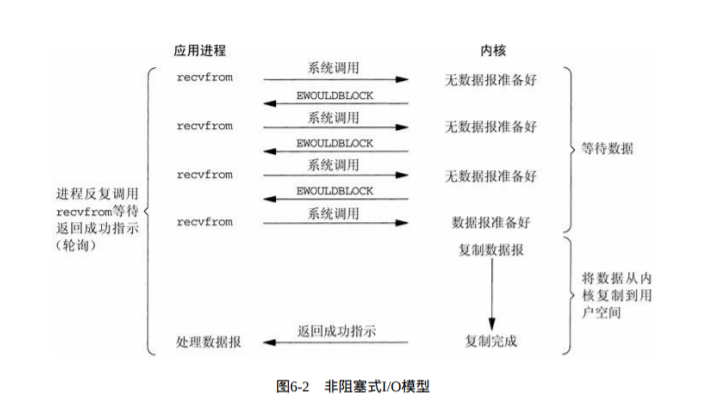 应用进程 内核
recvfrom 系统调用 无数据报准备好
EWOULDBLOCK
recvfrom 系统调用 无数据报准备好
EWOULDBLOCK
等待数据
recvfrom 系统调用 无数据报准备好
EWOULDBLOCK
进程反复调用
recvfrom等待
返回成功指示
(轮询)
recvfrom 系统调用 数据报准备好
复制数据报
将数据从内
核复制到用
户空间
处理数据报 返回成功指示 复制完成
图6-2 非阻塞式I/O模型